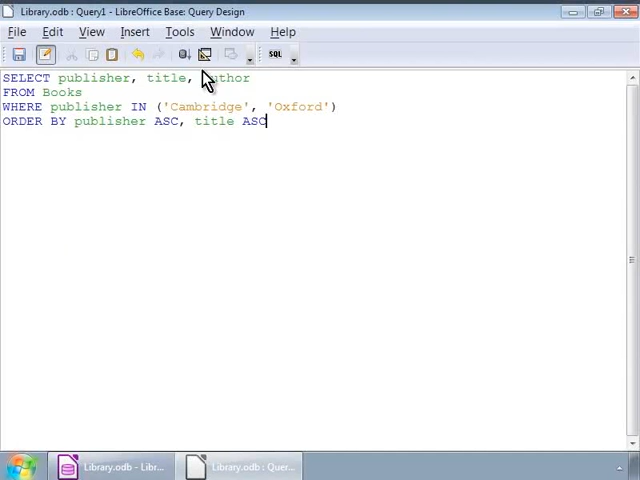 Library.odb : Query1 - LibreOffice Base: Query Design
File Edit View Insert Tools Window Help
SQL
SELECT publisher, title, author
FROM Books
WHERE publisher IN ('Cambridge', 'Oxford')
ORDER BY publisher ASC, title ASC
Library.odb - Libr...
Library.odb : Quer...